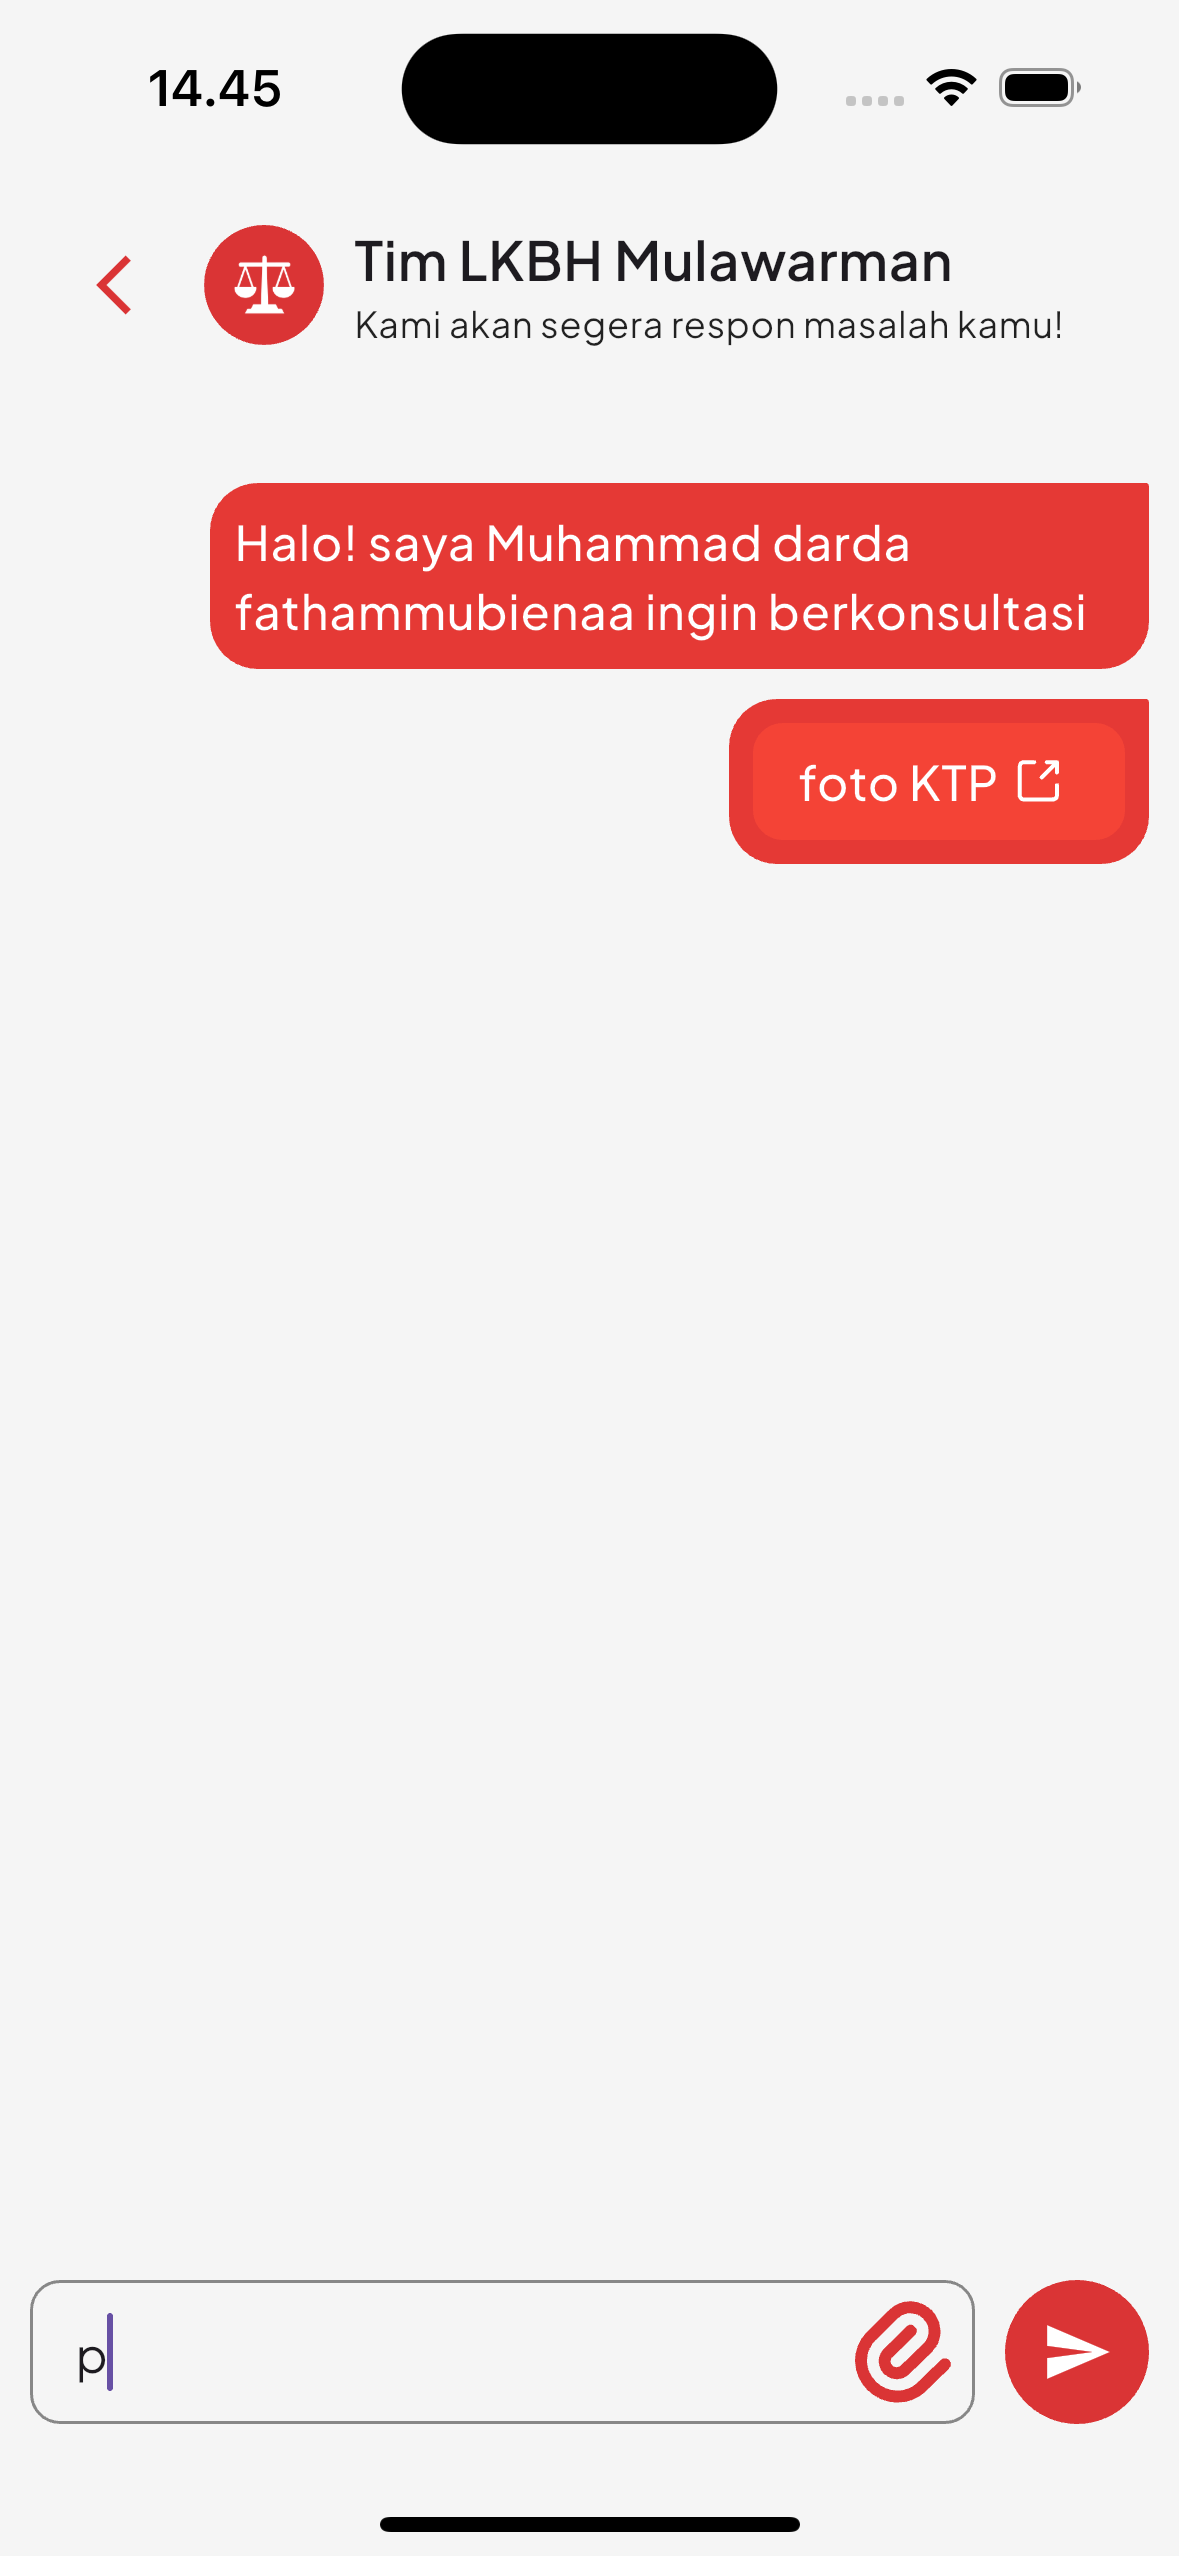 14.45
Tim LKBH Mulawarman
Kami akan segera respon masalah kamu!
Halo! saya Muhammad darda
fathammubienaa ingin berkonsultasi
foto KTP
p